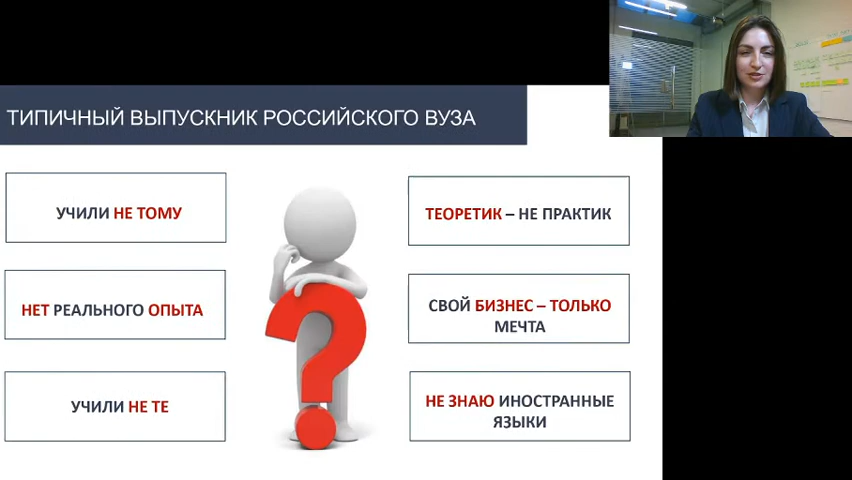 ТИПИЧНЫЙ ВЫПУСКНИК РОССИЙСКОГО ВУЗА
УЧИЛИ НЕ ТОМУ
НЕТ РЕАЛЬНОГО ОПЫТА
УЧИЛИ НЕ ТЕ
ТЕОРЕТИК – НЕ ПРАКТИК
СВОЙ БИЗНЕС – ТОЛЬКО
МЕЧТА
НЕ ЗНАЮ ИНОСТРАННЫЕ
ЯЗЫКИ